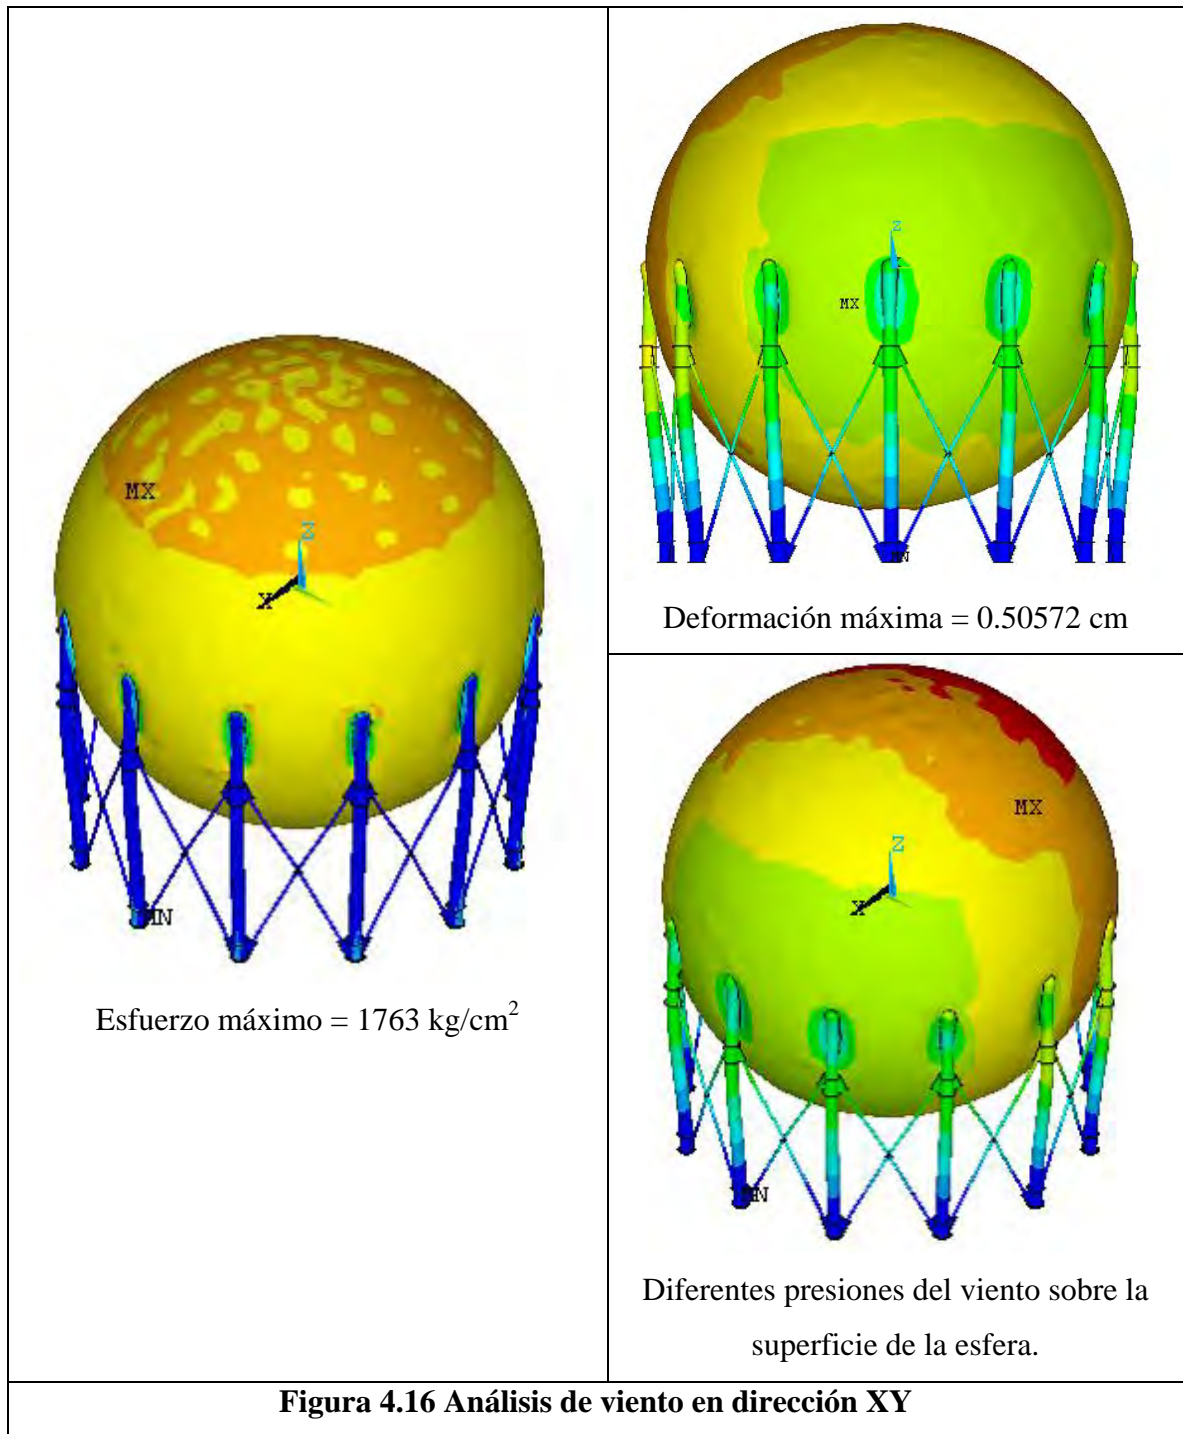 MX
Z
X
MN
Esfuerzo máximo = 1763 kg/cm²
Z
MX
MN
Deformación máxima = 0.50572 cm
MX
Z
X
MN
Diferentes presiones del viento sobre la
superficie de la esfera.
Figura 4.16 Análisis de viento en dirección XY